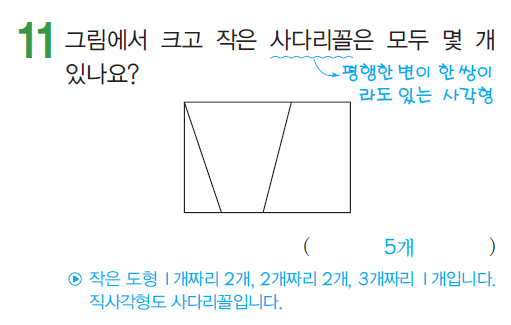 11 그림에서 크고 작은 사다리꼴은 모두 몇 개
있나요?
평행한 변이 한 쌍이
라도 있는 사각형
( 5개 )
▶ 작은 도형 1개짜리 2개, 2개짜리 2개, 3개짜리 1개입니다.
직사각형도 사다리꼴입니다.